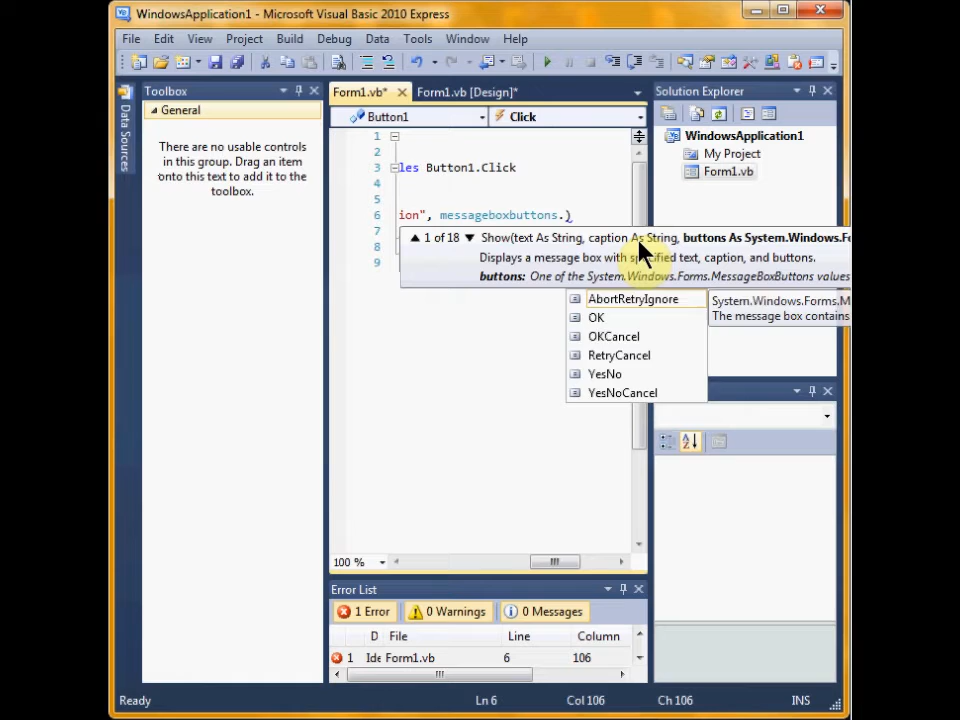 WindowsApplication1 - Microsoft Visual Basic 2010 Express
File Edit View Project Build Debug Data Tools Window Help
Data Sources
Toolbox
General
There are no usable controls
in this group. Drag an item
onto this text to add it to the
toolbox.
Form1.vb* Form1.vb [Design]*
Button1 Click
1
2
3 les Button1.Click
4
5
6 ion", messageboxbuttons.)
7
8
9
1 of 18 Show(text As String, caption As String, buttons As System.Windows.Fo
Displays a message box with specified text, caption, and buttons.
buttons: One of the System.Windows.Forms.MessageBoxButtons values
AbortRetryIgnore
OK
OKCancel
RetryCancel
YesNo
YesNoCancel
System.Windows.Forms.M
The message box contains
100 %
Solution Explorer
WindowsApplication1
My Project
Form1.vb
Error List
1 Error 0 Warnings 0 Messages
D File Line Column
1 Ide Form1.vb 6 106
Ready Ln 6 Col 106 Ch 106 INS